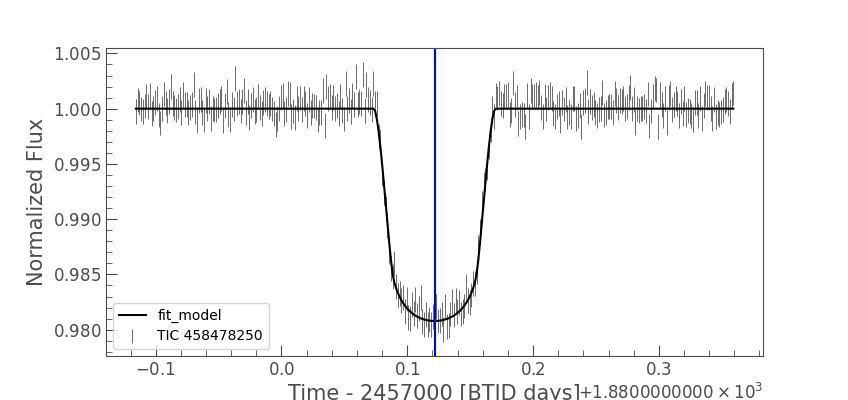 1.005
1.000
0.995
0.990
0.985
0.980
Normalized Flux
fit_model
TIC 458478250
−0.1
0.0
0.1
0.2
0.3
Time - 2457000 [BTJD days]
+1.8800000000 × 10³